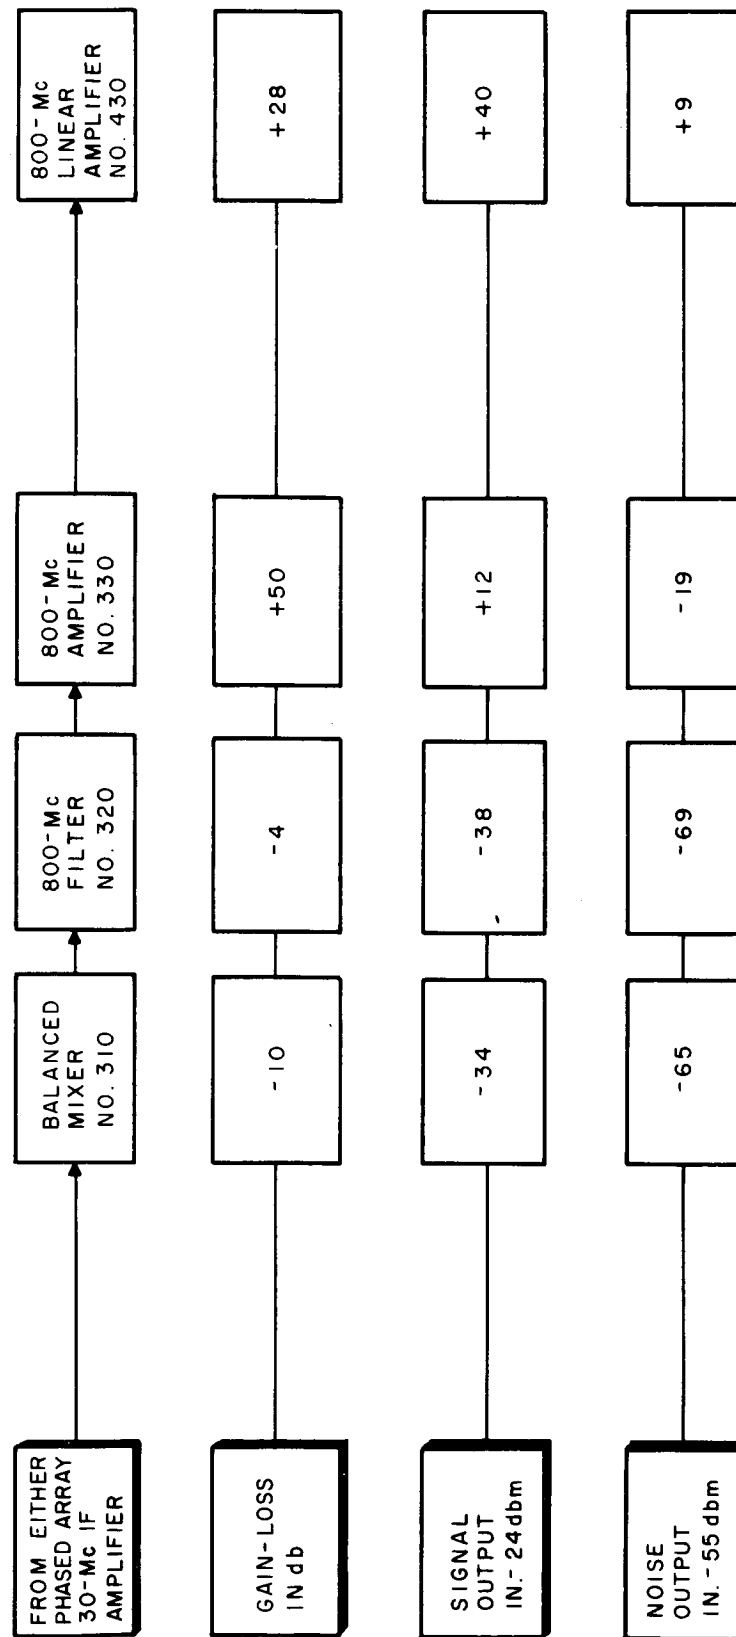 FROM EITHER
PHASED ARRAY
30-Mc IF
AMPLIFIER
BALANCED
MIXER
NO. 310
800-Mc
FILTER
NO. 320
800-Mc
AMPLIFIER
NO. 330
800-Mc
LINEAR
AMPLIFIER
NO. 430
GAIN-LOSS
IN db
-10
-4
+50
+28
SIGNAL
OUTPUT
IN.-24dbm
-34
-38
+12
+40
NOISE
OUTPUT
IN.-55 dbm
-65
-69
-19
+9